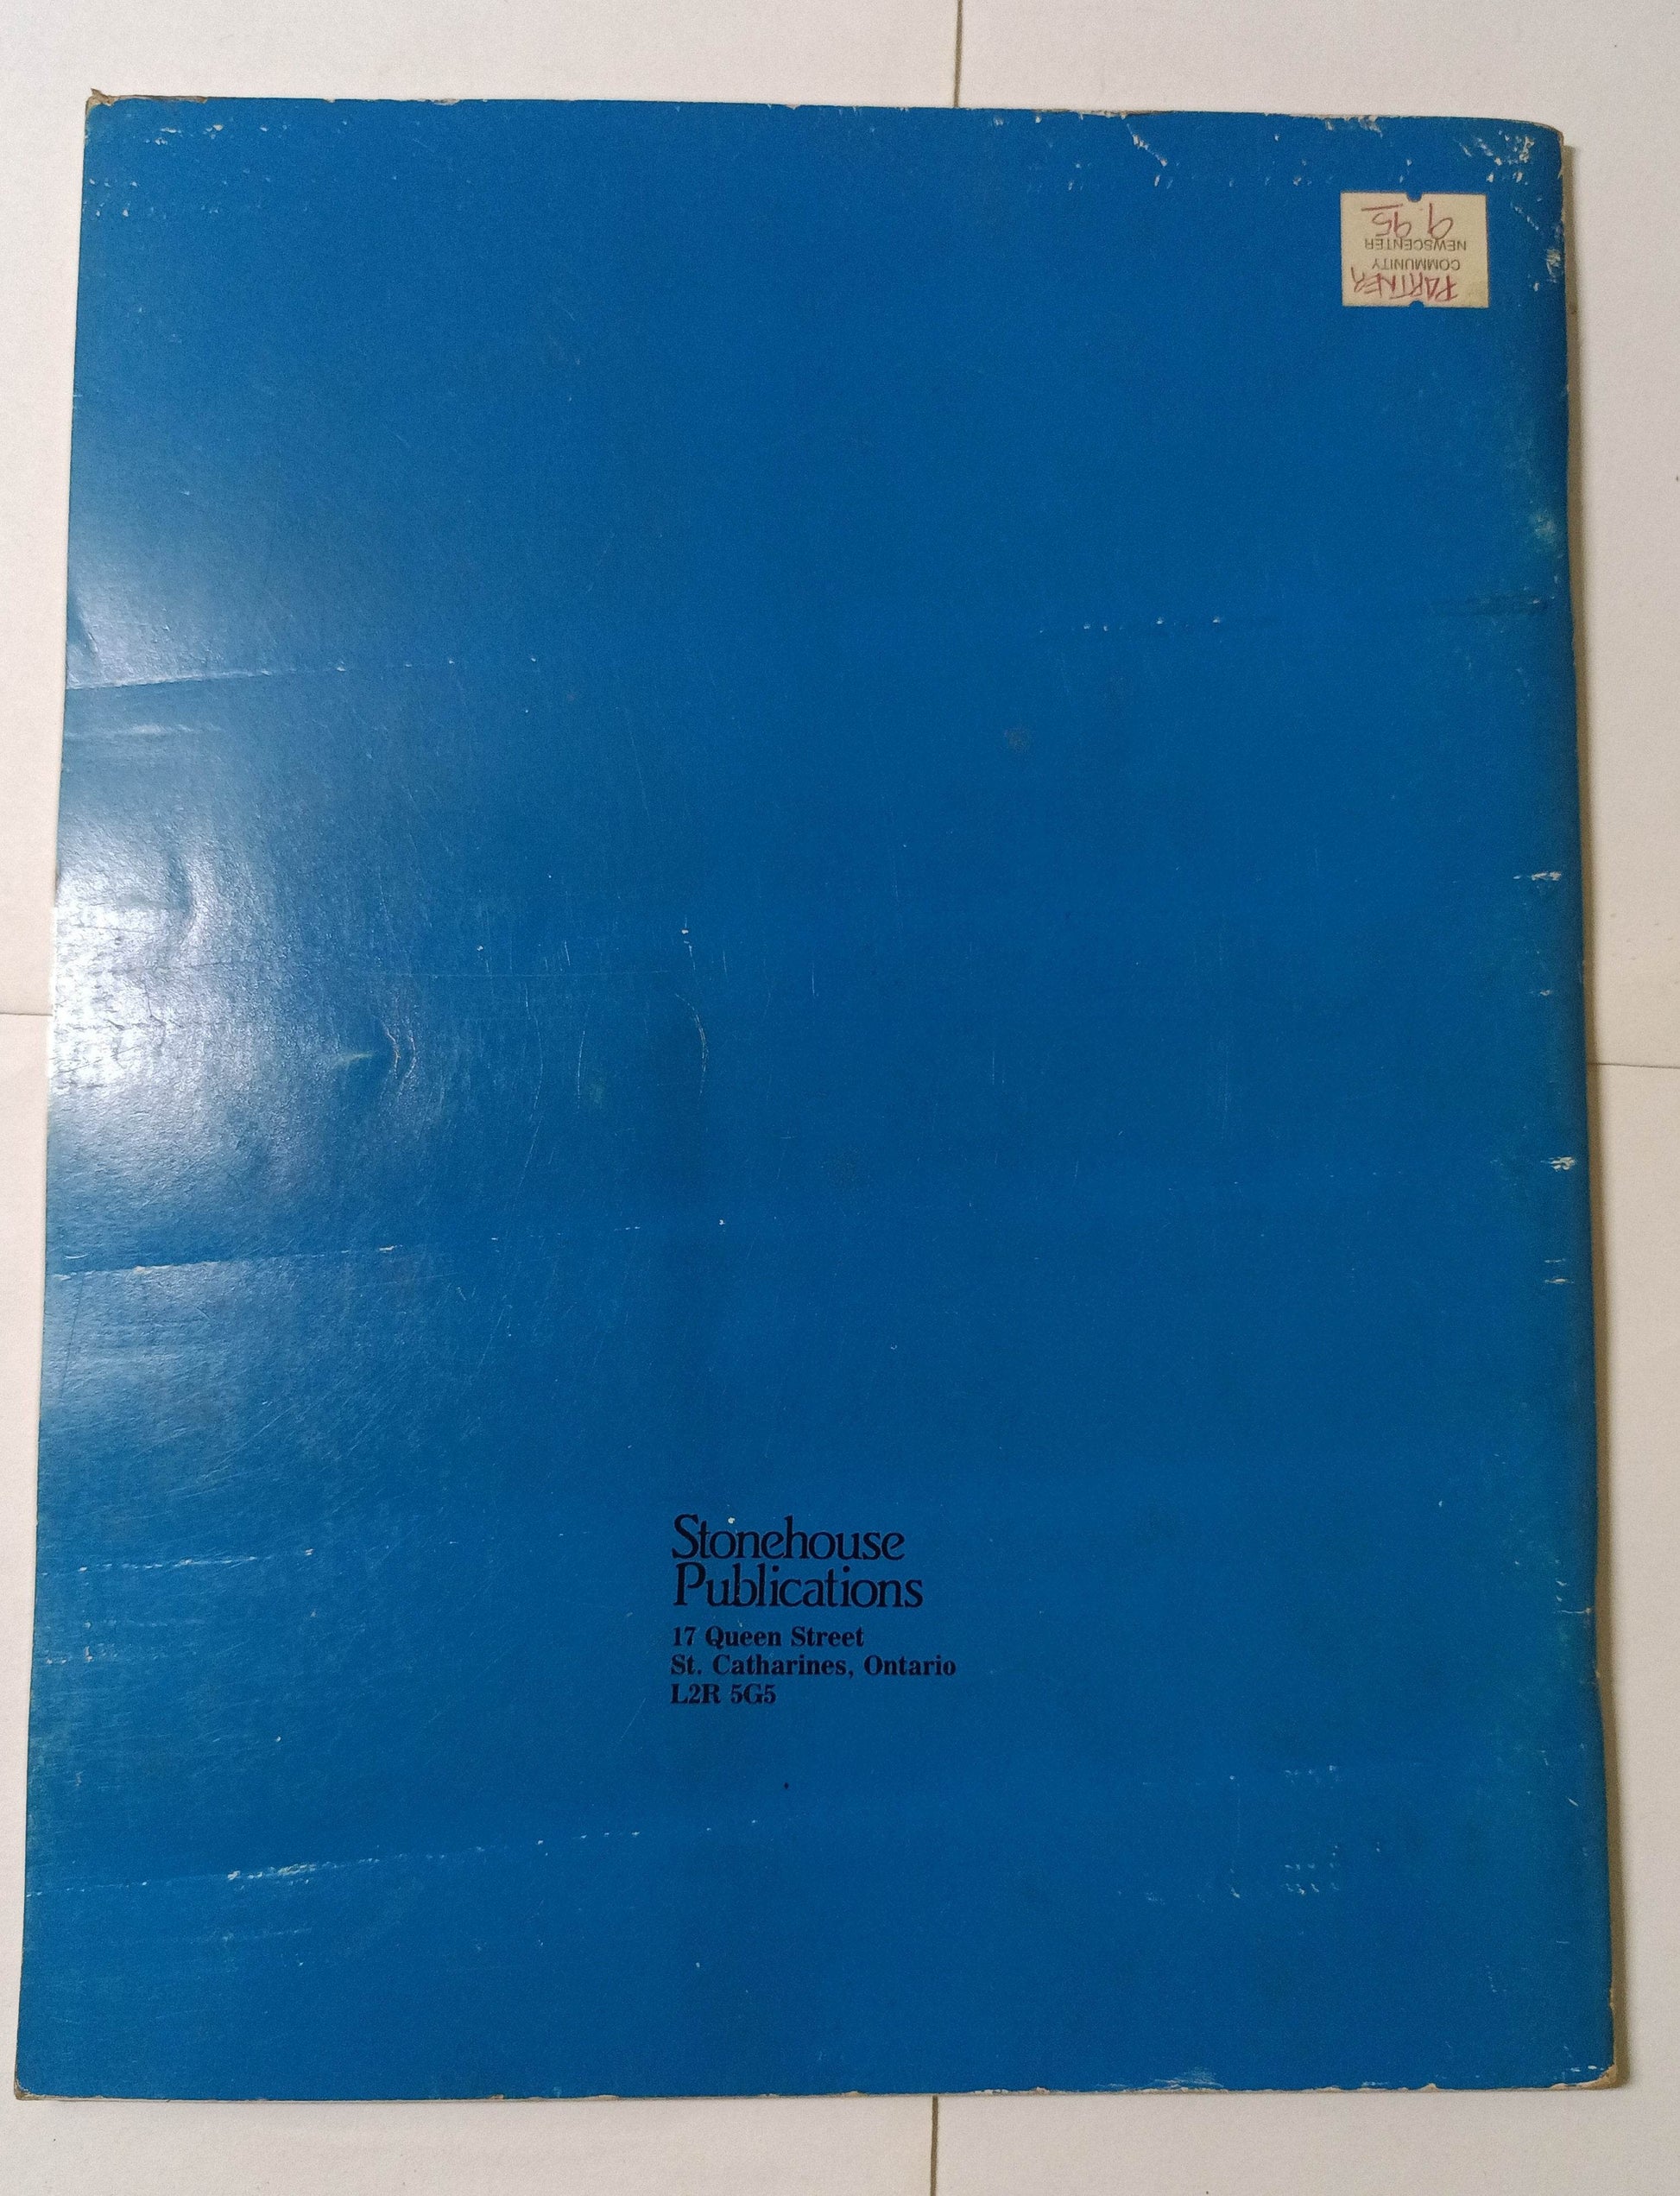 PARTNER
COMMUNITY
NEWSCENTER
9.95
Stonehouse
Publications
17 Queen Street
St. Catharines, Ontario
L2R 5G5